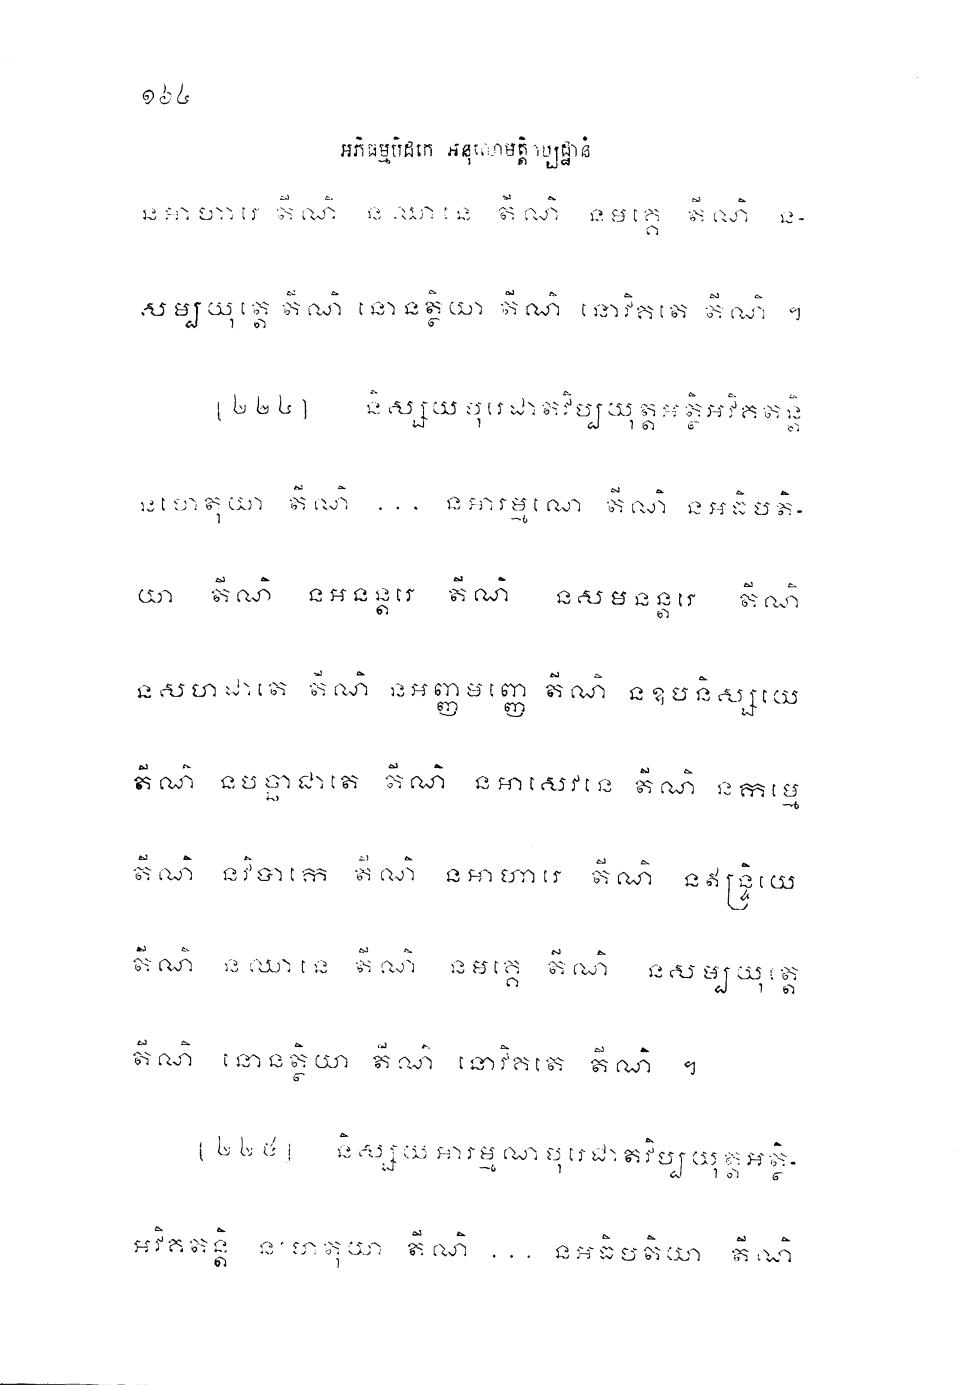 ១៦៤
អភិធម្មបិដកេ អនុលោមត្តិកប្បដ្ឋានំ
នអាហារេ តីណិ នឈានេ តីណិ នមគ្គេ តីណិ ន-
សម្បយុត្តេ តីណិ នោនត្ថិយា តីណិ នោវិគតេ តីណិ ។
[២២៤] និស្សយបុរេជាតវិប្បយុត្តអត្ថិអវិគតន្តិ
នហេតុយា តីណិ ... នអារម្មណេ តីណិ នអធិបតិ-
យា តីណិ នអនន្តរេ តីណិ នសមនន្តរេ តីណិ
នសហជាតេ តីណិ នអញ្ញមញ្ញេ តីណិ នឧបនិស្សយេ
តីណិ នបច្ឆាជាតេ តីណិ នអាសេវនេ តីណិ នកម្មេ
តីណិ នវិបាកេ តីណិ នអាហារេ តីណិ នឥន្ទ្រិយេ
តីណិ នឈានេ តីណិ នមគ្គេ តីណិ នសម្បយុត្តេ
តីណិ នោនត្ថិយា តីណិ នោវិគតេ តីណិ ។
[២២៥] និស្សយអារម្មណបុរេជាតវិប្បយុត្តអត្ថិ-
អវិគតន្តិ នហេតុយា តីណិ ... នអធិបតិយា តីណិ